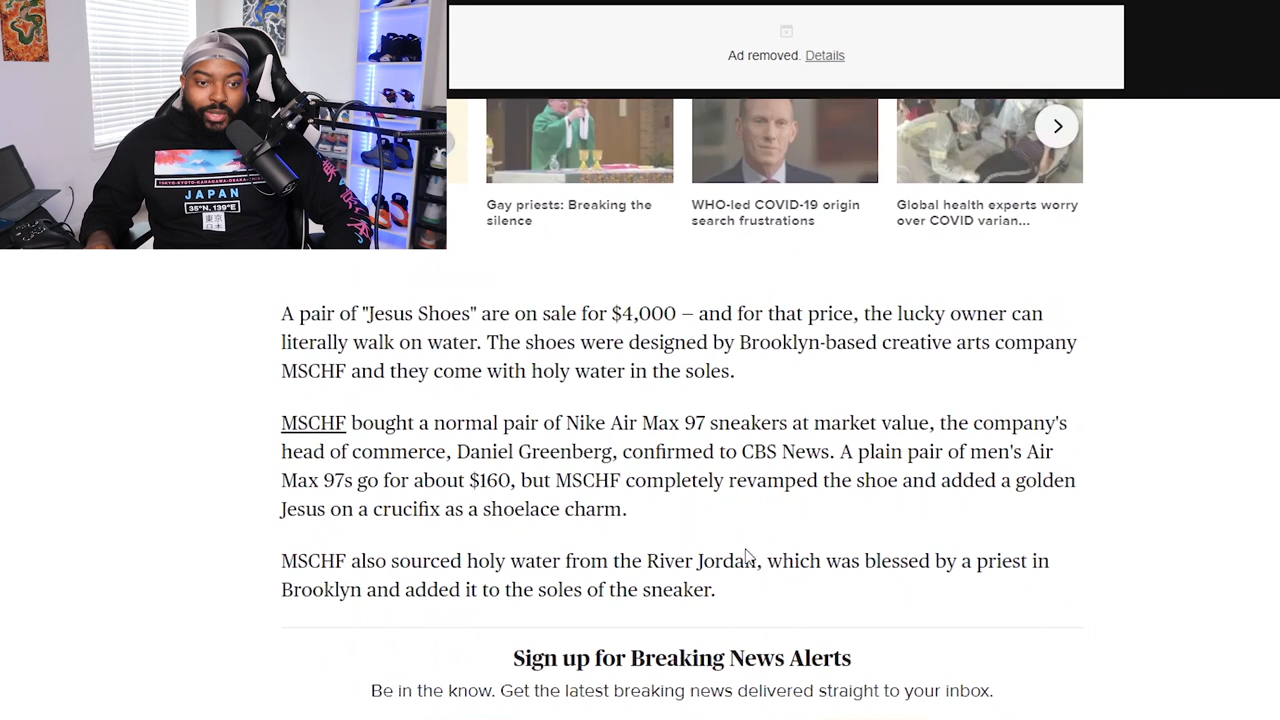 Ad removed. Details
Gay priests: Breaking the
silence
WHO-led COVID-19 origin
search frustrations
Global health experts worry
over COVID varian...
JAPAN
35°N, 139°E
東京
日本
A pair of "Jesus Shoes" are on sale for $4,000 — and for that price, the lucky owner can
literally walk on water. The shoes were designed by Brooklyn-based creative arts company
MSCHF and they come with holy water in the soles.
MSCHF bought a normal pair of Nike Air Max 97 sneakers at market value, the company's
head of commerce, Daniel Greenberg, confirmed to CBS News. A plain pair of men's Air
Max 97s go for about $160, but MSCHF completely revamped the shoe and added a golden
Jesus on a crucifix as a shoelace charm.
MSCHF also sourced holy water from the River Jordan, which was blessed by a priest in
Brooklyn and added it to the soles of the sneaker.
Sign up for Breaking News Alerts
Be in the know. Get the latest breaking news delivered straight to your inbox.